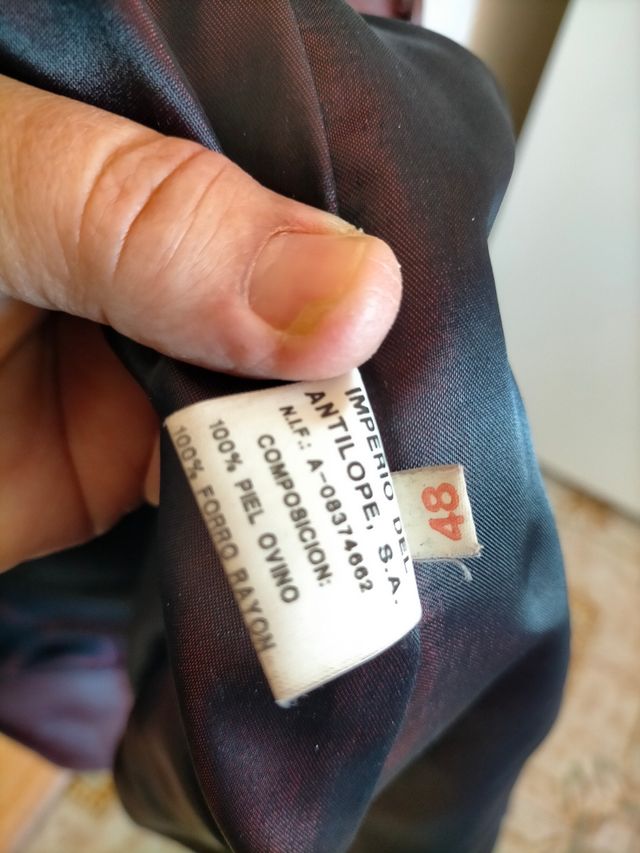 IMPERIO DEL
ANTILOPE, S.A.
N.I.F.: A-08374662
COMPOSICION:
100% PIEL OVINO
100% FORRO RAYON
48